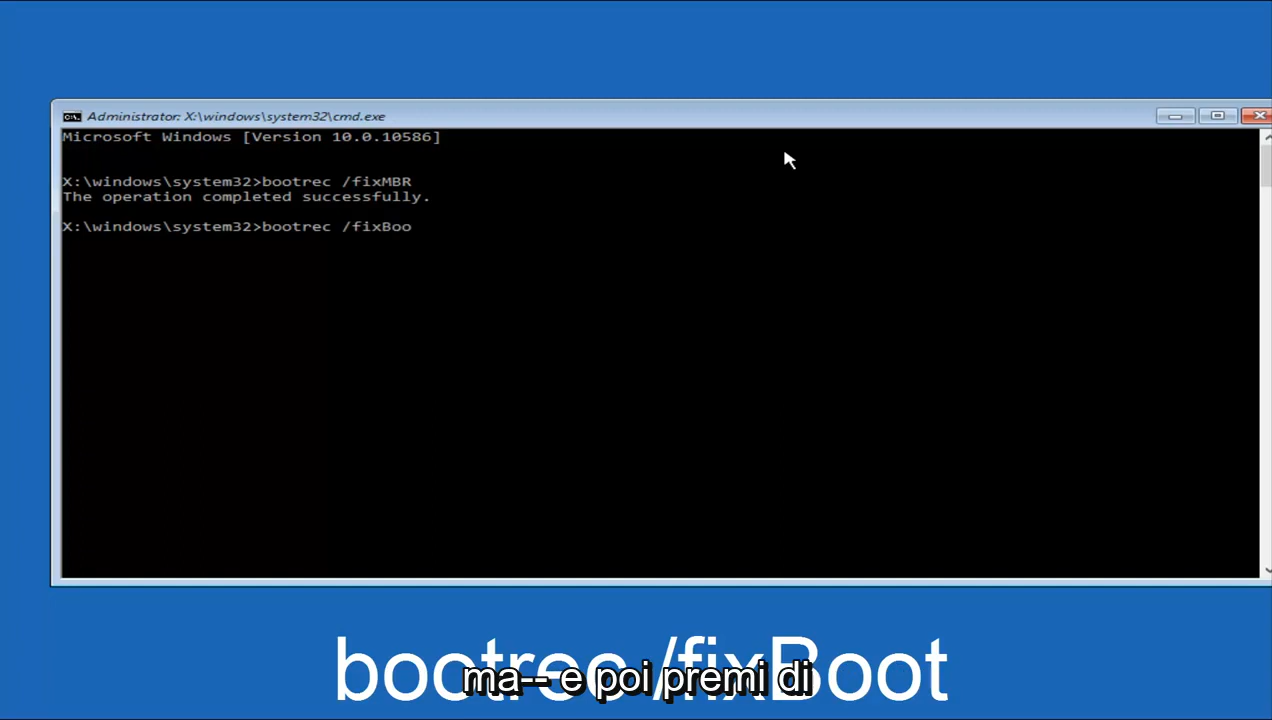 Administrator: X:\windows\system32\cmd.exe
Microsoft Windows [Version 10.0.10586]
X:\windows\system32>bootrec /fixMBR
The operation completed successfully.
X:\windows\system32>bootrec /fixBoo
bootrec /fixBoot
ma-- e poi premi di